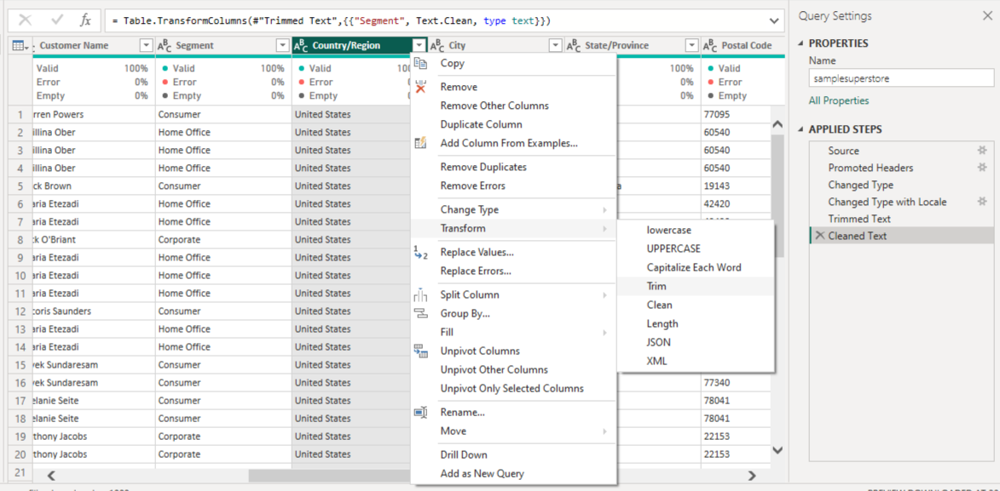 = Table.TransformColumns(#"Trimmed Text",{{"Segment", Text.Clean, type text}})
Customer Name
Segment
Country/Region
City
State/Province
Postal Code
Valid 100% Valid 100% Valid 100% Valid
Error 0% Error 0% Error 0% Error
Empty 0% Empty 0% Empty 0% Empty
1 rren Powers Consumer United States 77095
2 illina Ober Home Office United States 60540
3 illina Ober Home Office United States 60540
4 illina Ober Home Office United States 60540
5 ck Brown Consumer United States 19143
6 aria Etezadi Home Office United States 42420
7 aria Etezadi Home Office United States
8 ck O'Briant Corporate United States
9 aria Etezadi Home Office United States
10 aria Etezadi Home Office United States
11 aria Etezadi Home Office United States
12 coris Saunders Consumer United States
13 aria Etezadi Home Office United States
14 aria Etezadi Home Office United States
15 vek Sundaresam Consumer United States
16 vek Sundaresam Consumer United States 77340
17 elanie Seite Consumer United States 78041
18 elanie Seite Consumer United States 78041
19 thony Jacobs Corporate United States 22153
20 thony Jacobs Corporate United States 22153
21
Copy
Remove
Remove Other Columns
Duplicate Column
Add Column From Examples...
Remove Duplicates
Remove Errors
Change Type
Transform
Replace Values...
Replace Errors...
Split Column
Group By...
Fill
Unpivot Columns
Unpivot Other Columns
Unpivot Only Selected Columns
Rename...
Move
Drill Down
Add as New Query
lowercase
UPPERCASE
Capitalize Each Word
Trim
Clean
Length
JSON
XML
Query Settings
PROPERTIES
Name
samplesuperstore
All Properties
APPLIED STEPS
Source
Promoted Headers
Changed Type
Changed Type with Locale
Trimmed Text
Cleaned Text